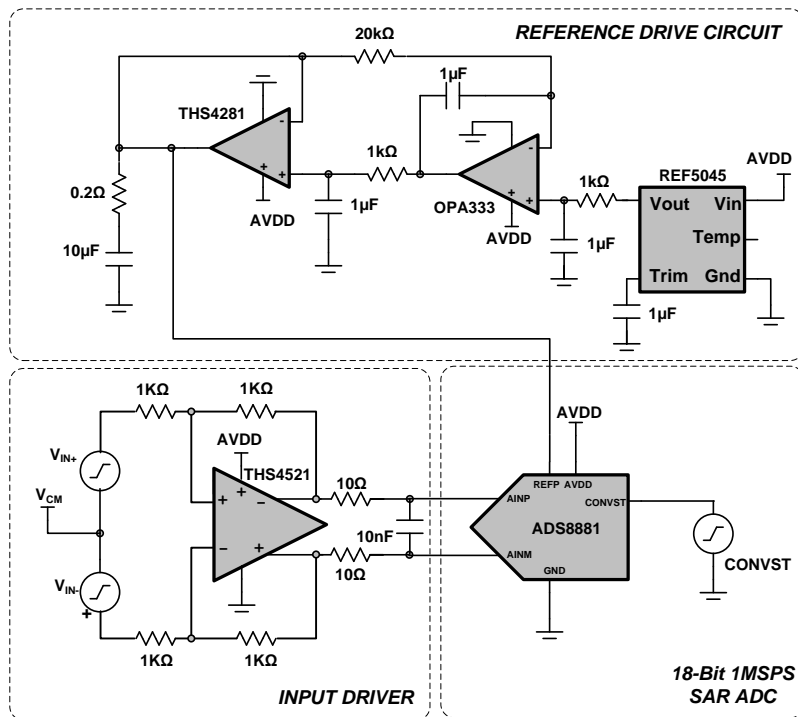 REFERENCE DRIVE CIRCUIT
20kΩ
1µF
THS4281
-
+
+
AVDD
1kΩ
1µF
-
+
+
OPA333
AVDD
1kΩ
1µF
REF5045
AVDD
Vout
Vin
Temp
Trim
Gnd
1µF
0.2Ω
10µF
1KΩ
1KΩ
VIN+
VCM
VIN-
+
AVDD
THS4521
+
+
−
−
+
10Ω
10nF
10Ω
1KΩ
1KΩ
INPUT DRIVER
AVDD
REFP
AVDD
AINP
CONVST
ADS8881
AINM
GND
CONVST
18-Bit 1MSPS
SAR ADC